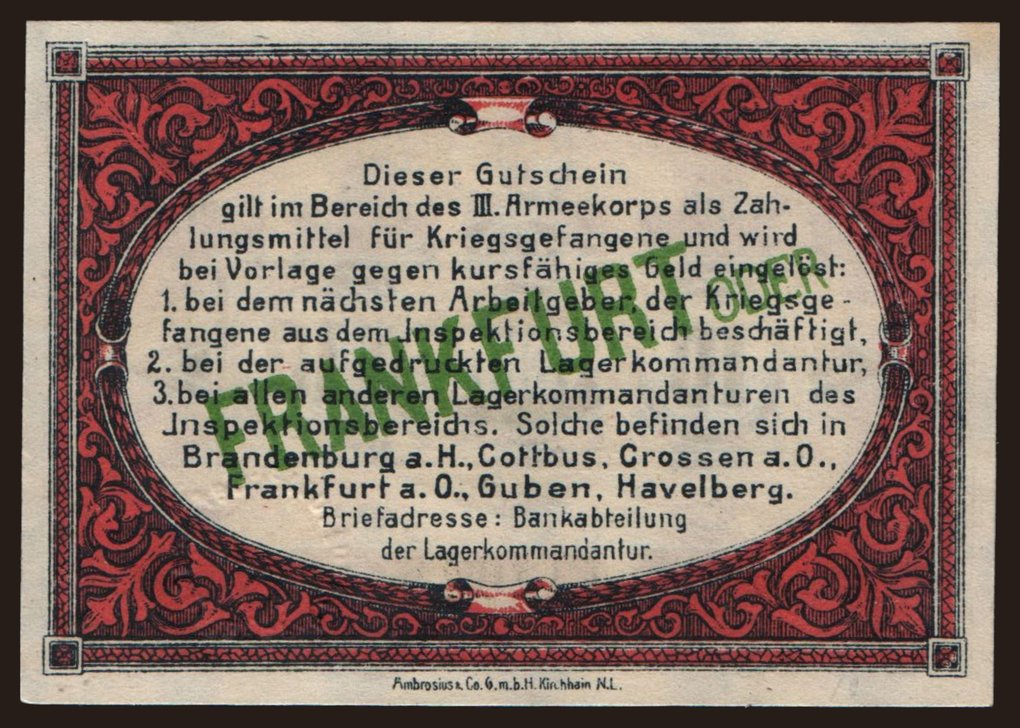 Dieser Gutschein
gilt im Bereich des III. Armeekorps als Zah-
lungsmittel für Kriegsgefangene und wird
bei Vorlage gegen kursfähiges Geld eingelöst:
1. bei dem nächsten Arbeitgeber, der Kriegsge-
fangene aus dem Inspektionsbereich beschäftigt,
2. bei der aufgedruckten Lagerkommandantur,
3. bei allen anderen Lagerkommandanturen des
Inspektionsbereichs. Solche befinden sich in
Brandenburg a. H., Cottbus, Crossen a. O.,
Frankfurt a. O., Guben, Havelberg.
Briefadresse: Bankabteilung
der Lagerkommandantur.
FRANKFURT ODER
Ambrosius & Co. G.m.b.H. Kirchhain N.L.